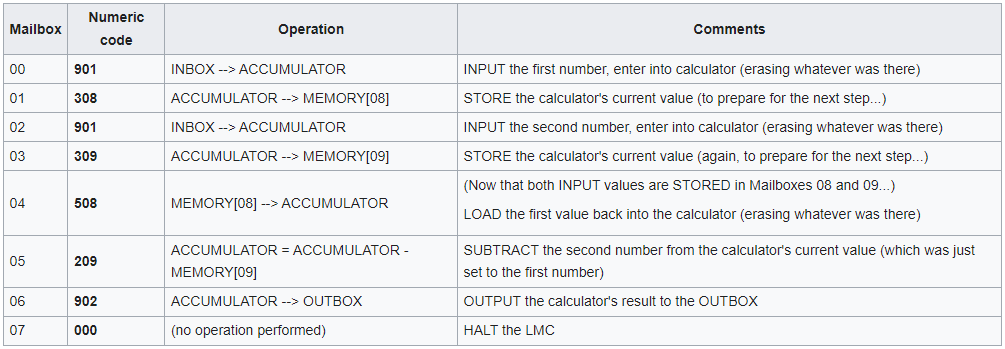 Mailbox Numeric code Operation Comments
00 901 INBOX --> ACCUMULATOR INPUT the first number, enter into calculator (erasing whatever was there)
01 308 ACCUMULATOR --> MEMORY[08] STORE the calculator's current value (to prepare for the next step...)
02 901 INBOX --> ACCUMULATOR INPUT the second number, enter into calculator (erasing whatever was there)
03 309 ACCUMULATOR --> MEMORY[09] STORE the calculator's current value (again, to prepare for the next step...)
04 508 MEMORY[08] --> ACCUMULATOR (Now that both INPUT values are STORED in Mailboxes 08 and 09...)
LOAD the first value back into the calculator (erasing whatever was there)
05 209 ACCUMULATOR = ACCUMULATOR - MEMORY[09] SUBTRACT the second number from the calculator's current value (which was just set to the first number)
06 902 ACCUMULATOR --> OUTBOX OUTPUT the calculator's result to the OUTBOX
07 000 (no operation performed) HALT the LMC